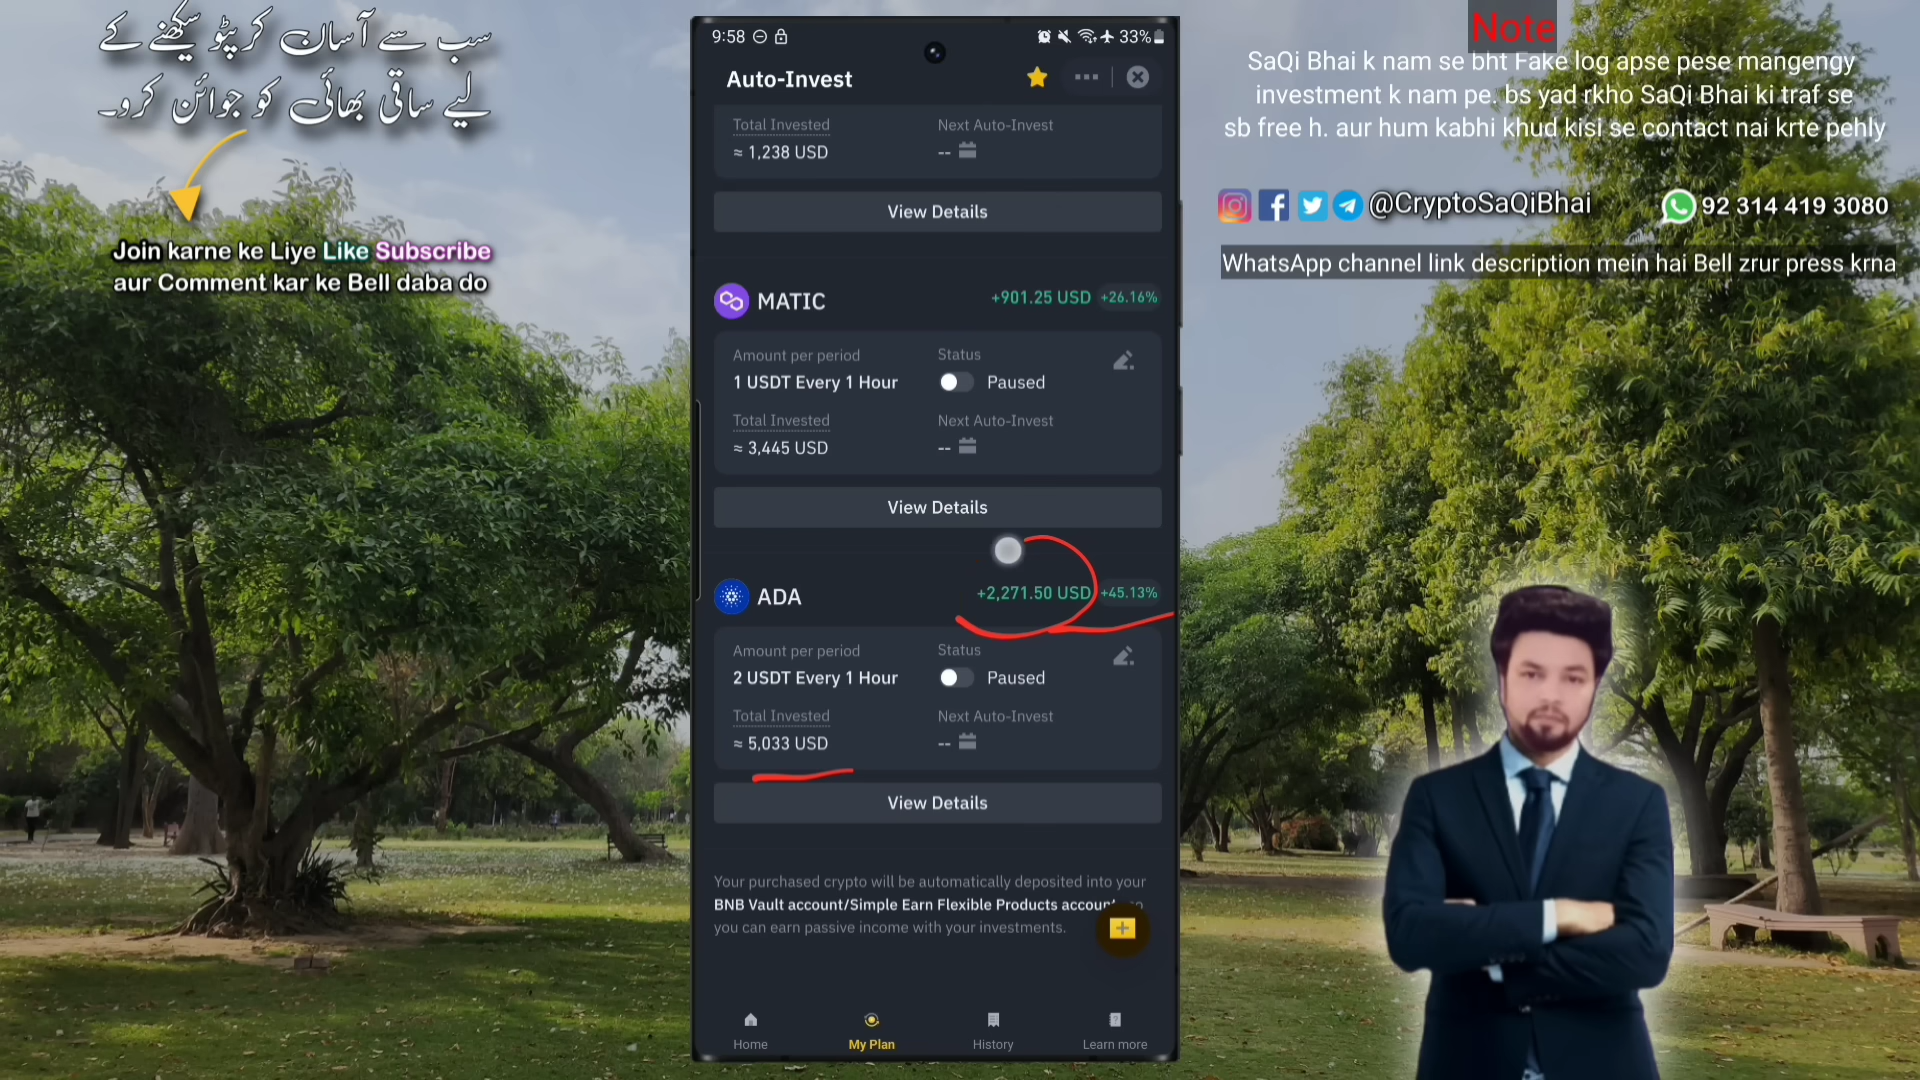 سب سے آسان کرپٹو سیکھنے کے
لیے ساقی بھائی کو جوائن کرو۔
Join karne ke Liye Like Subscribe
aur Comment kar ke Bell daba do
9:58 33%
Auto-Invest
Total Invested Next Auto-Invest
≈ 1,238 USD --
View Details
MATIC +901.25 USD +26.16%
Amount per period Status
1 USDT Every 1 Hour Paused
Total Invested Next Auto-Invest
≈ 3,445 USD --
View Details
ADA +2,271.50 USD +45.13%
Amount per period Status
2 USDT Every 1 Hour Paused
Total Invested Next Auto-Invest
≈ 5,033 USD --
View Details
Your purchased crypto will be automatically deposited into your
BNB Vault account/Simple Earn Flexible Products account
you can earn passive income with your investments.
Home My Plan History Learn more
Note
SaQi Bhai k nam se bht Fake log apse pese mangengy
investment k nam pe. bs yad rkho SaQi Bhai ki traf se
sb free h. aur hum kabhi khud kisi se contact nai krte pehly
@CryptoSaQiBhai 92 314 419 3080
WhatsApp channel link description mein hai Bell zrur press krna